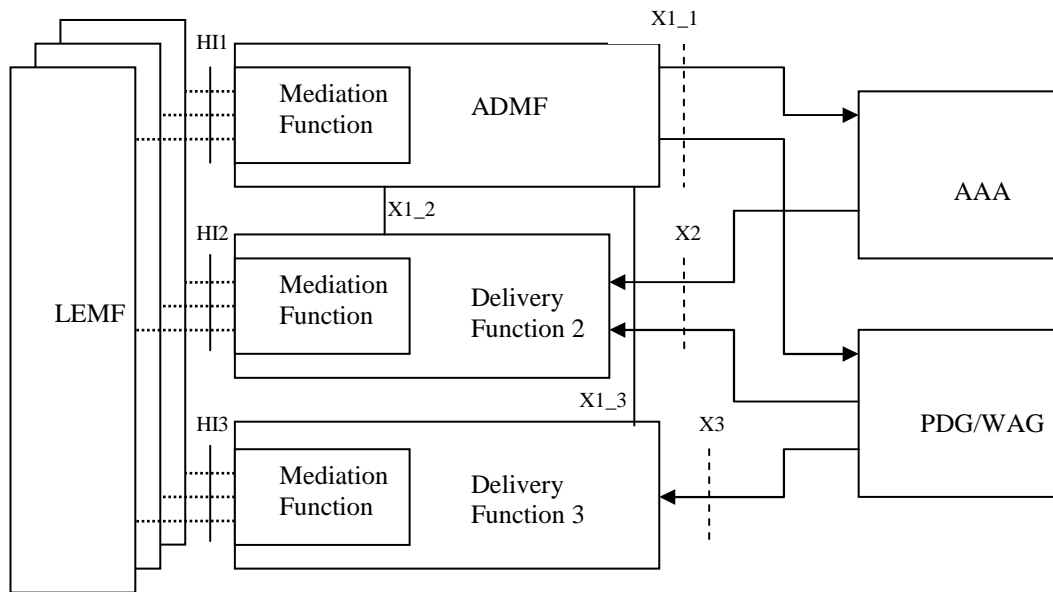 X1_1
HI1
Mediation
Function
ADMF
AAA
X1_2
HI2
X2
Mediation
Function
Delivery
Function 2
LEMF
X1_3
HI3
X3
PDG/WAG
Mediation
Function
Delivery
Function 3